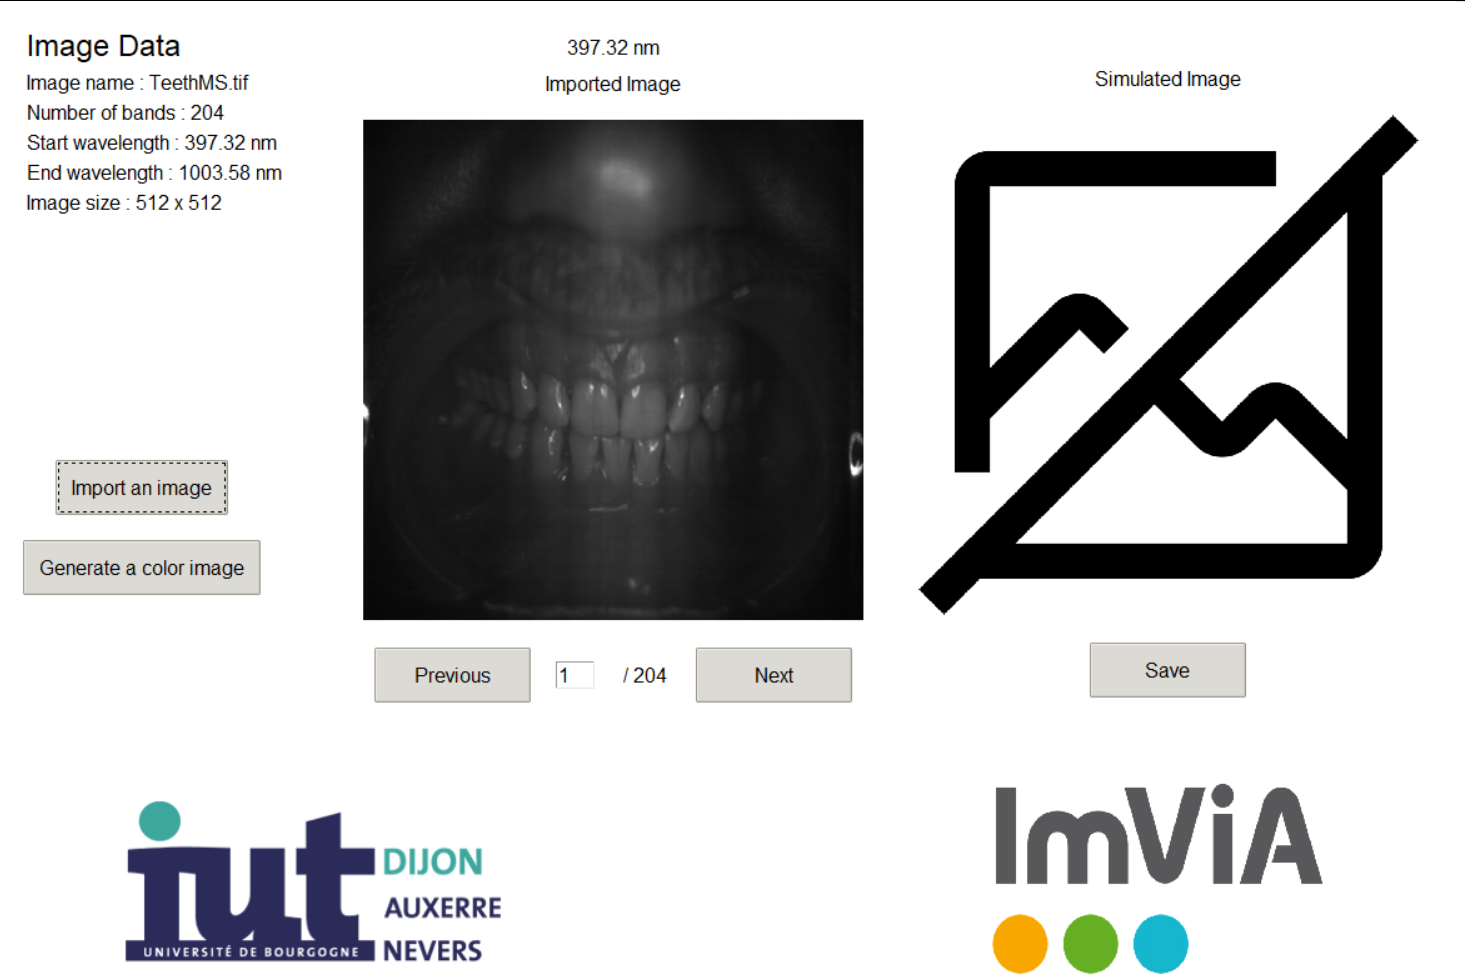 Image Data
Image name : TeethMS.tif
Number of bands : 204
Start wavelength : 397.32 nm
End wavelength : 1003.58 nm
Image size : 512 x 512
Import an image
Generate a color image
397.32 nm
Imported Image
Previous
1
/ 204
Next
Simulated Image
Save
iut
UNIVERSITÉ DE BOURGOGNE
DIJON
AUXERRE
NEVERS
ImViA